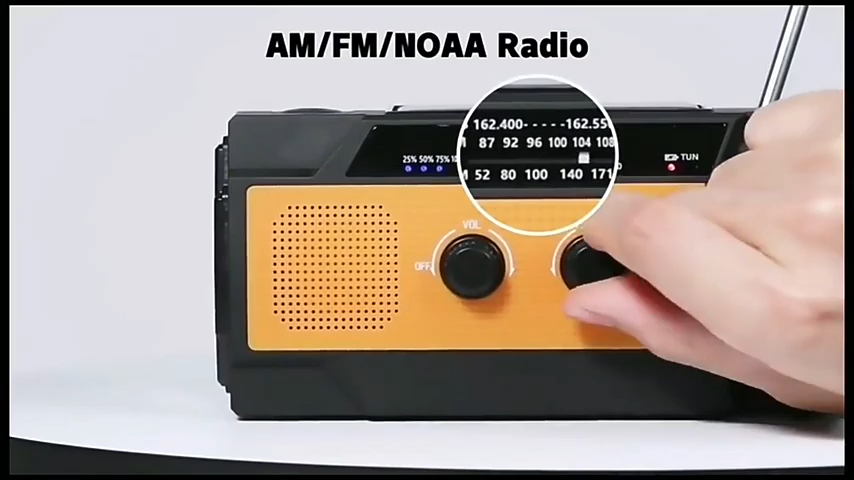 AM/FM/NOAA Radio
162.400-----162.55
87 92 96 100 104 108
25% 50% 75%
TUN
52 80 100 140 171
VOL
OFF